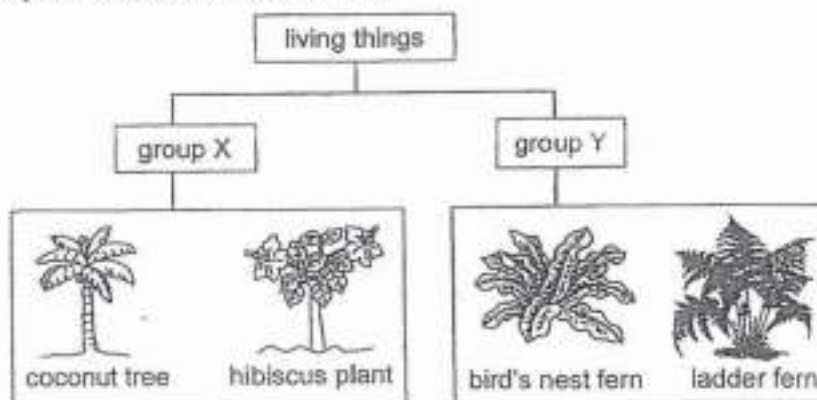 living things
group X
group Y
coconut tree
hibiscus plant
bird's nest fern
ladder fern